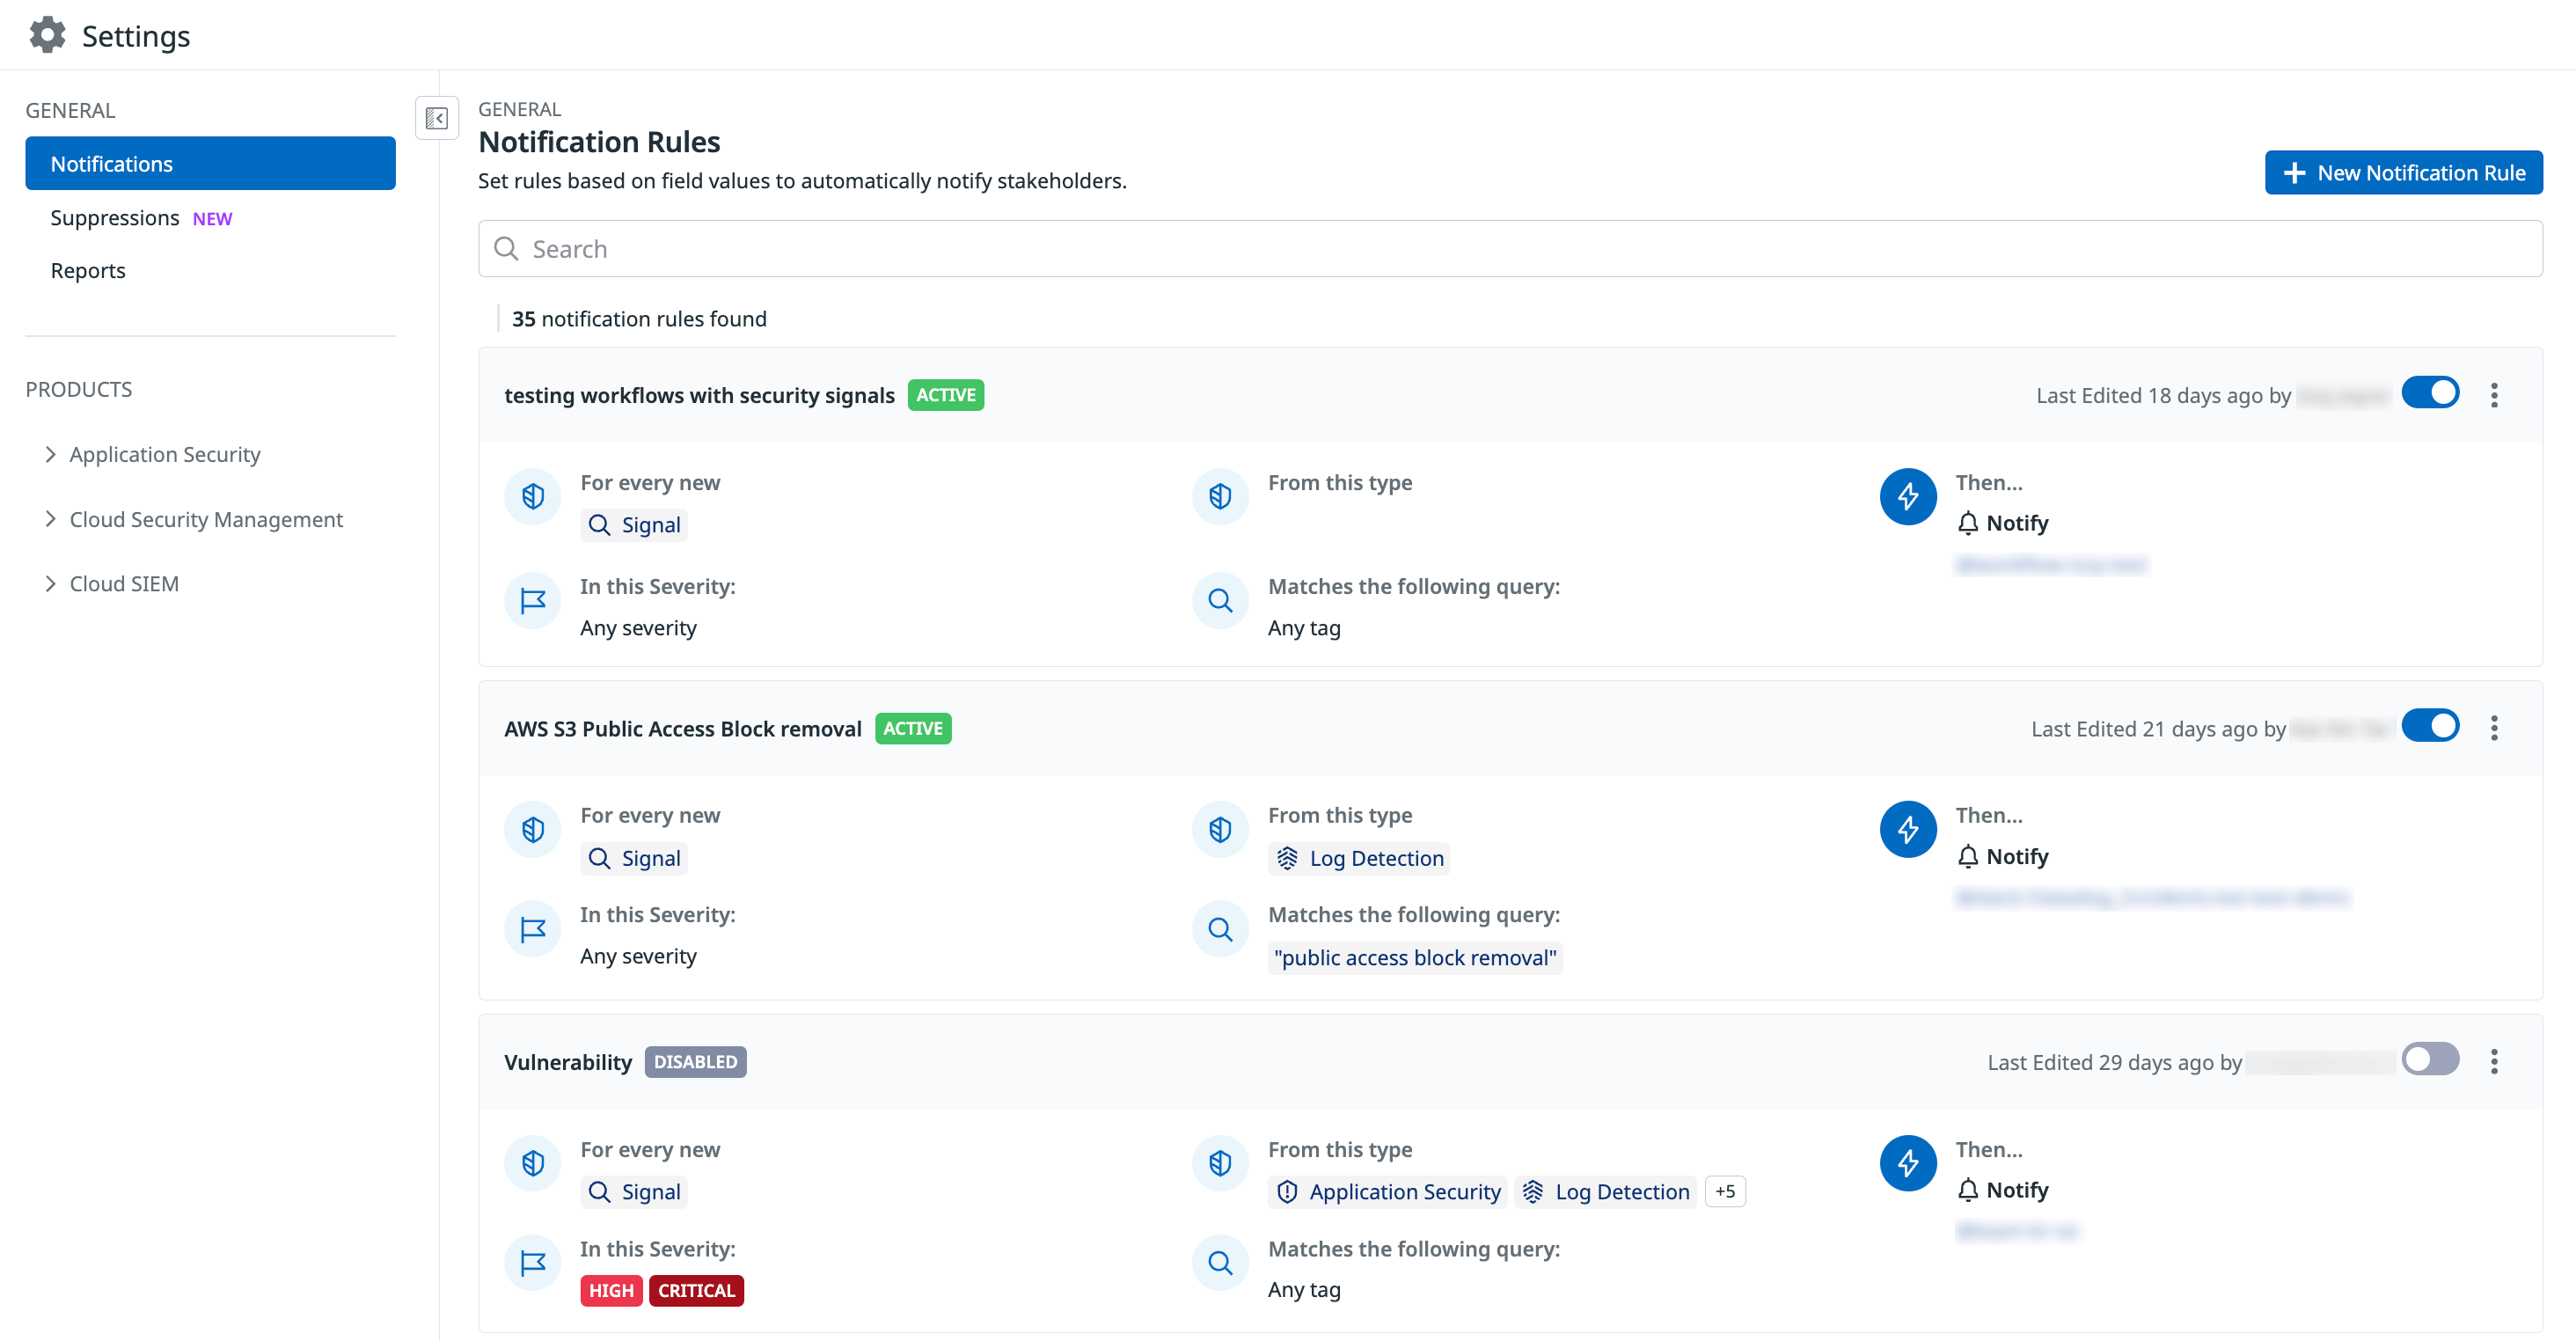 Settings
GENERAL
Notifications
Suppressions NEW
Reports
PRODUCTS
Application Security
Cloud Security Management
Cloud SIEM
GENERAL
Notification Rules
Set rules based on field values to automatically notify stakeholders.
New Notification Rule
Search
35 notification rules found
testing workflows with security signals ACTIVE
Last Edited 18 days ago by
For every new
Signal
From this type
Then...
Notify
In this Severity:
Any severity
Matches the following query:
Any tag
AWS S3 Public Access Block removal ACTIVE
Last Edited 21 days ago by
For every new
Signal
From this type
Log Detection
Then...
Notify
In this Severity:
Any severity
Matches the following query:
"public access block removal"
Vulnerability DISABLED
Last Edited 29 days ago by
For every new
Signal
From this type
Application Security Log Detection +5
Then...
Notify
In this Severity:
HIGH CRITICAL
Matches the following query:
Any tag